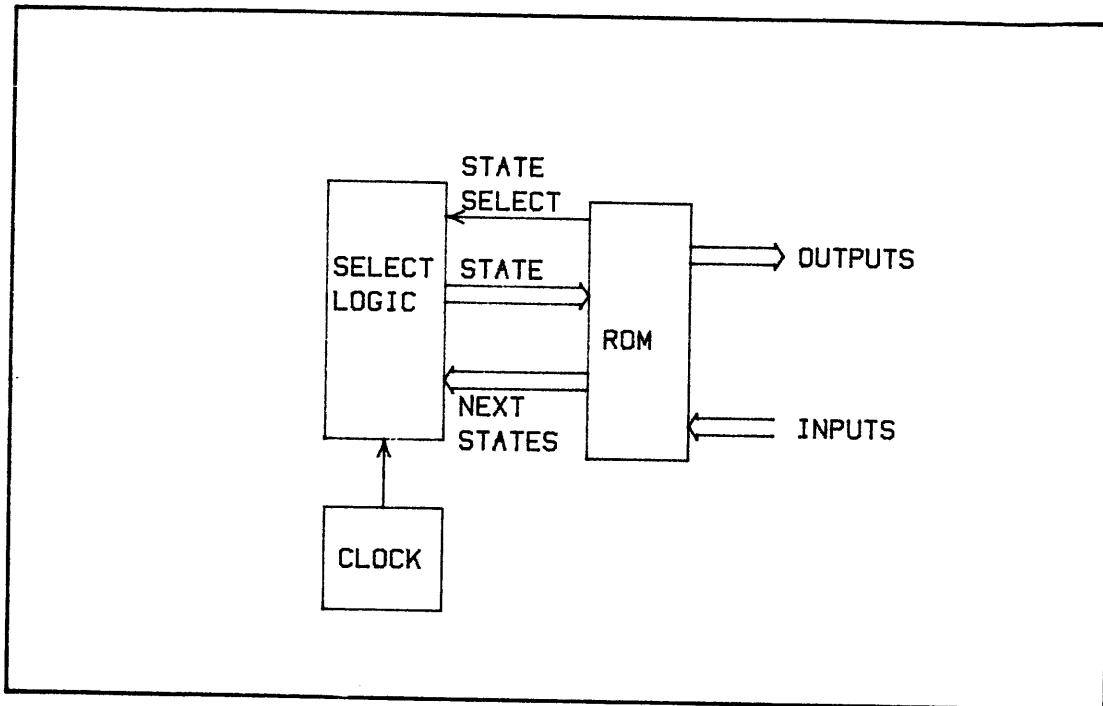 STATE
SELECT
SELECT
LOGIC
STATE
OUTPUTS
ROM
NEXT
STATES
INPUTS
CLOCK